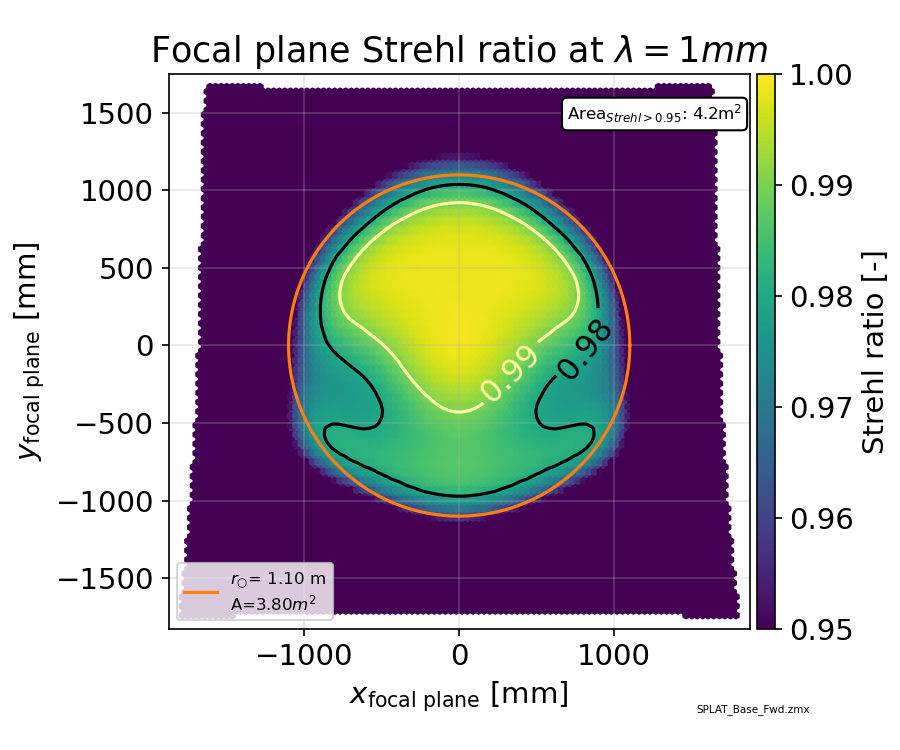 Focal plane Strehl ratio at λ = 1mm
Area_Strehl>0.95: 4.2m²
1500
1000
500
0
−500
−1000
−1500
y_focal plane [mm]
0.99
0.98
r_○= 1.10 m
A=3.80m²
−1000
0
1000
x_focal plane [mm]
1.00
0.99
0.98
0.97
0.96
0.95
Strehl ratio [-]
SPLAT_Base_Fwd.zmx